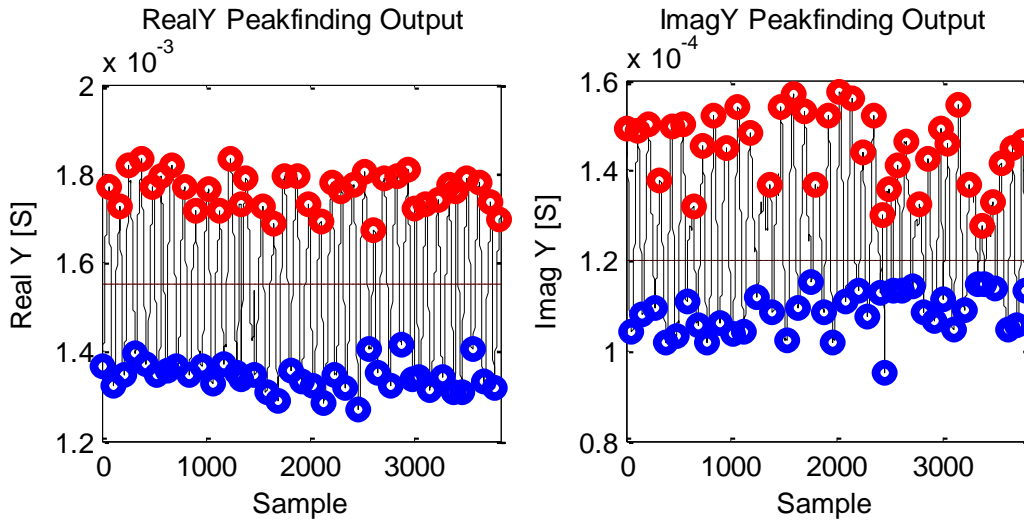 RealY Peakfinding Output
x 10-3
2
1.8
1.6
1.4
1.2
0
1000
2000
3000
Real Y [S]
Sample
ImagY Peakfinding Output
x 10-4
1.6
1.4
1.2
1
0.8
0
1000
2000
3000
Imag Y [S]
Sample